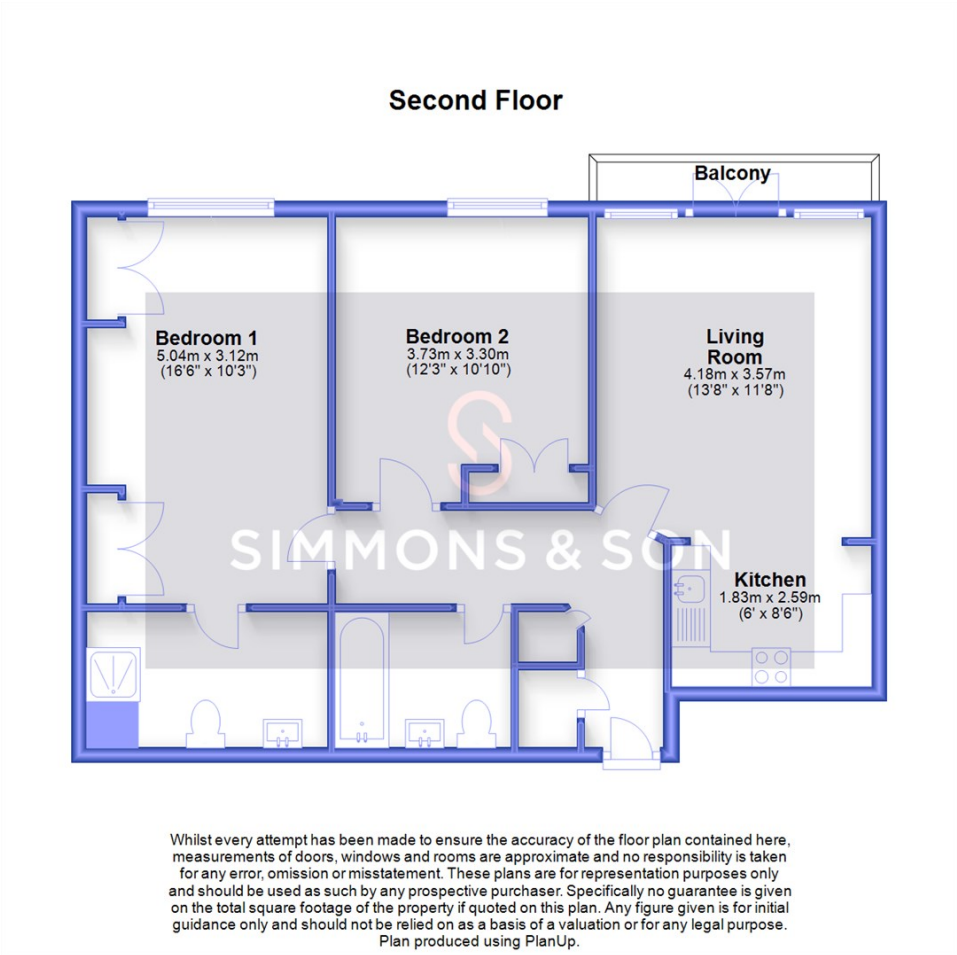 Second Floor
Balcony
Bedroom 1
5.04m x 3.12m
(16'6" x 10'3")
Bedroom 2
3.73m x 3.30m
(12'3" x 10'10")
Living
Room
4.18m x 3.57m
(13'8" x 11'8")
SIMMONS & SON
Kitchen
1.83m x 2.59m
(6' x 8'6")
Whilst every attempt has been made to ensure the accuracy of the floor plan contained here,
measurements of doors, windows and rooms are approximate and no responsibility is taken
for any error, omission or misstatement. These plans are for representation purposes only
and should be used as such by any prospective purchaser. Specifically no guarantee is given
on the total square footage of the property if quoted on this plan. Any figure given is for initial
guidance only and should not be relied on as a basis of a valuation or for any legal purpose.
Plan produced using PlanUp.